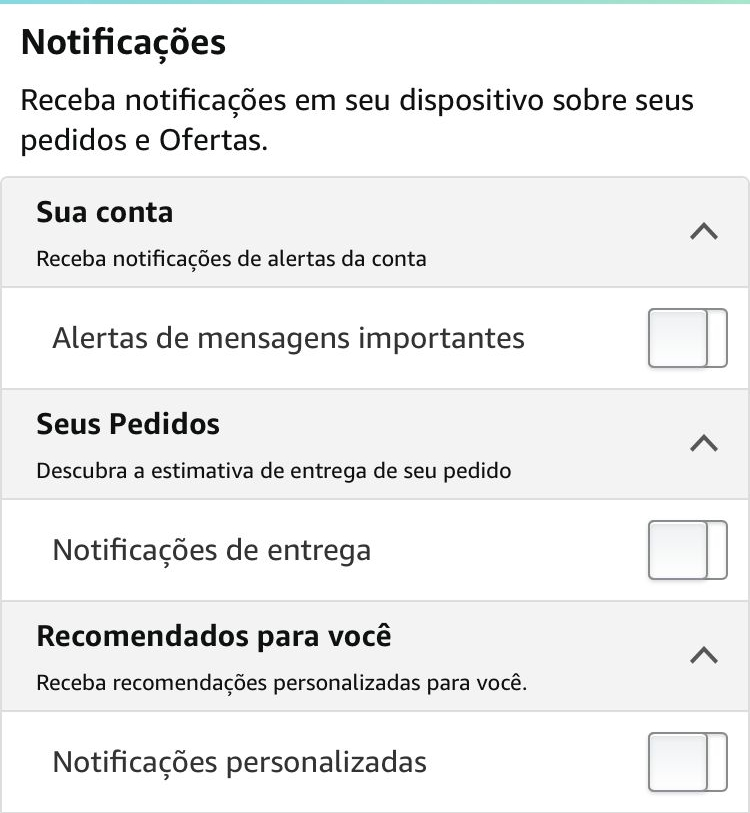 Notificações
Receba notificações em seu dispositivo sobre seus
pedidos e Ofertas.
Sua conta
Receba notificações de alertas da conta
Alertas de mensagens importantes
Seus Pedidos
Descubra a estimativa de entrega de seu pedido
Notificações de entrega
Recomendados para você
Receba recomendações personalizadas para você.
Notificações personalizadas